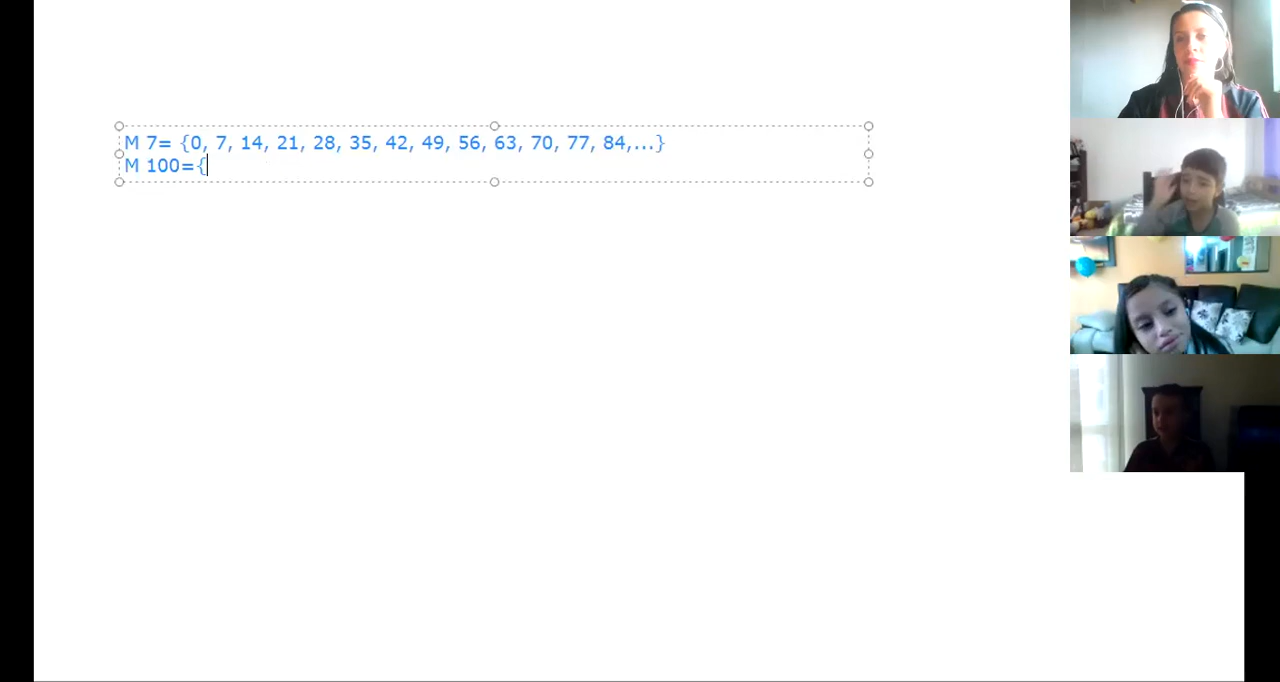 M 7= {0, 7, 14, 21, 28, 35, 42, 49, 56, 63, 70, 77, 84,...}
M 100={